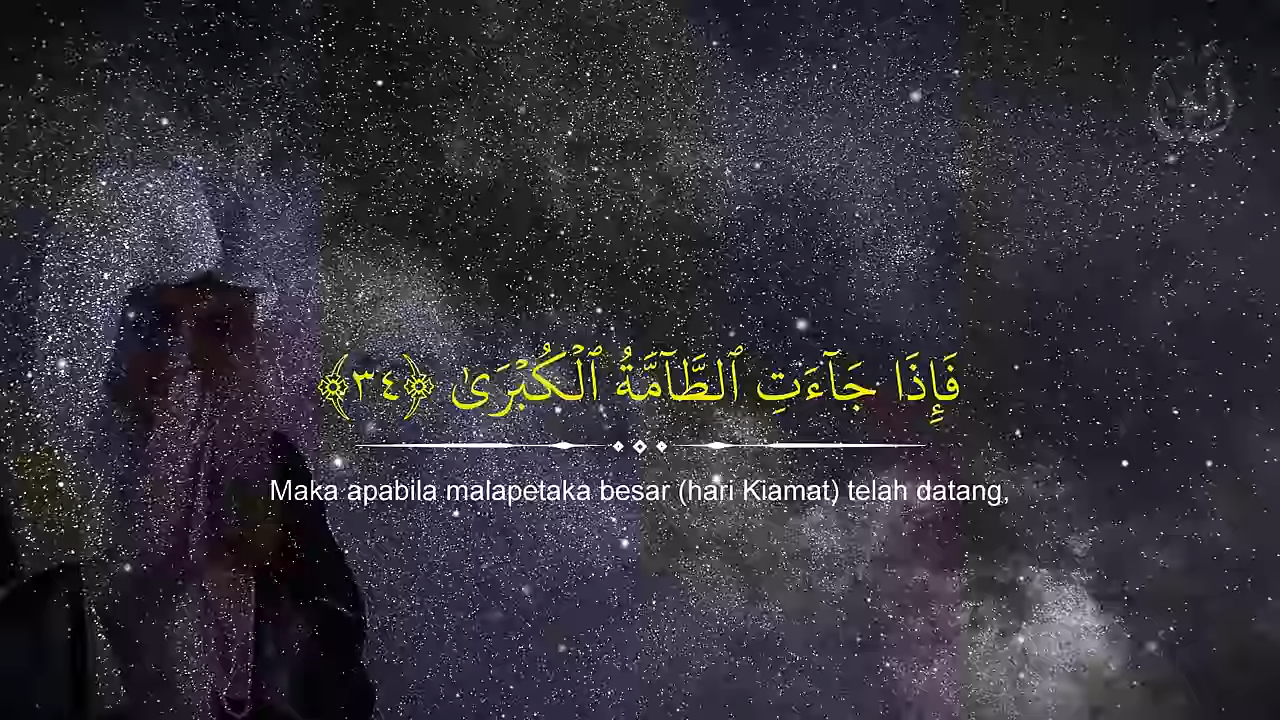 فَإِذَا جَآءَتِ ٱلطَّآمَّةُ ٱلْكُبْرَىٰ ﴿٣٤﴾
Maka apabila malapetaka besar (hari Kiamat) telah datang,